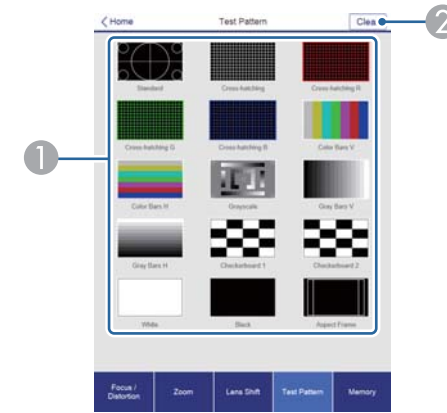 Home Test Pattern Clea 2
Standard Cross-hatching Cross-hatching R
1
Cross-hatching G Cross-hatching B Color Bars V
Color Bars H Grayscale Gray Bars V
Gray Bars H Checkerboard 1 Checkerboard 2
White Black Aspect Frame
Focus / Distortion Zoom Lens Shift Test Pattern Memory